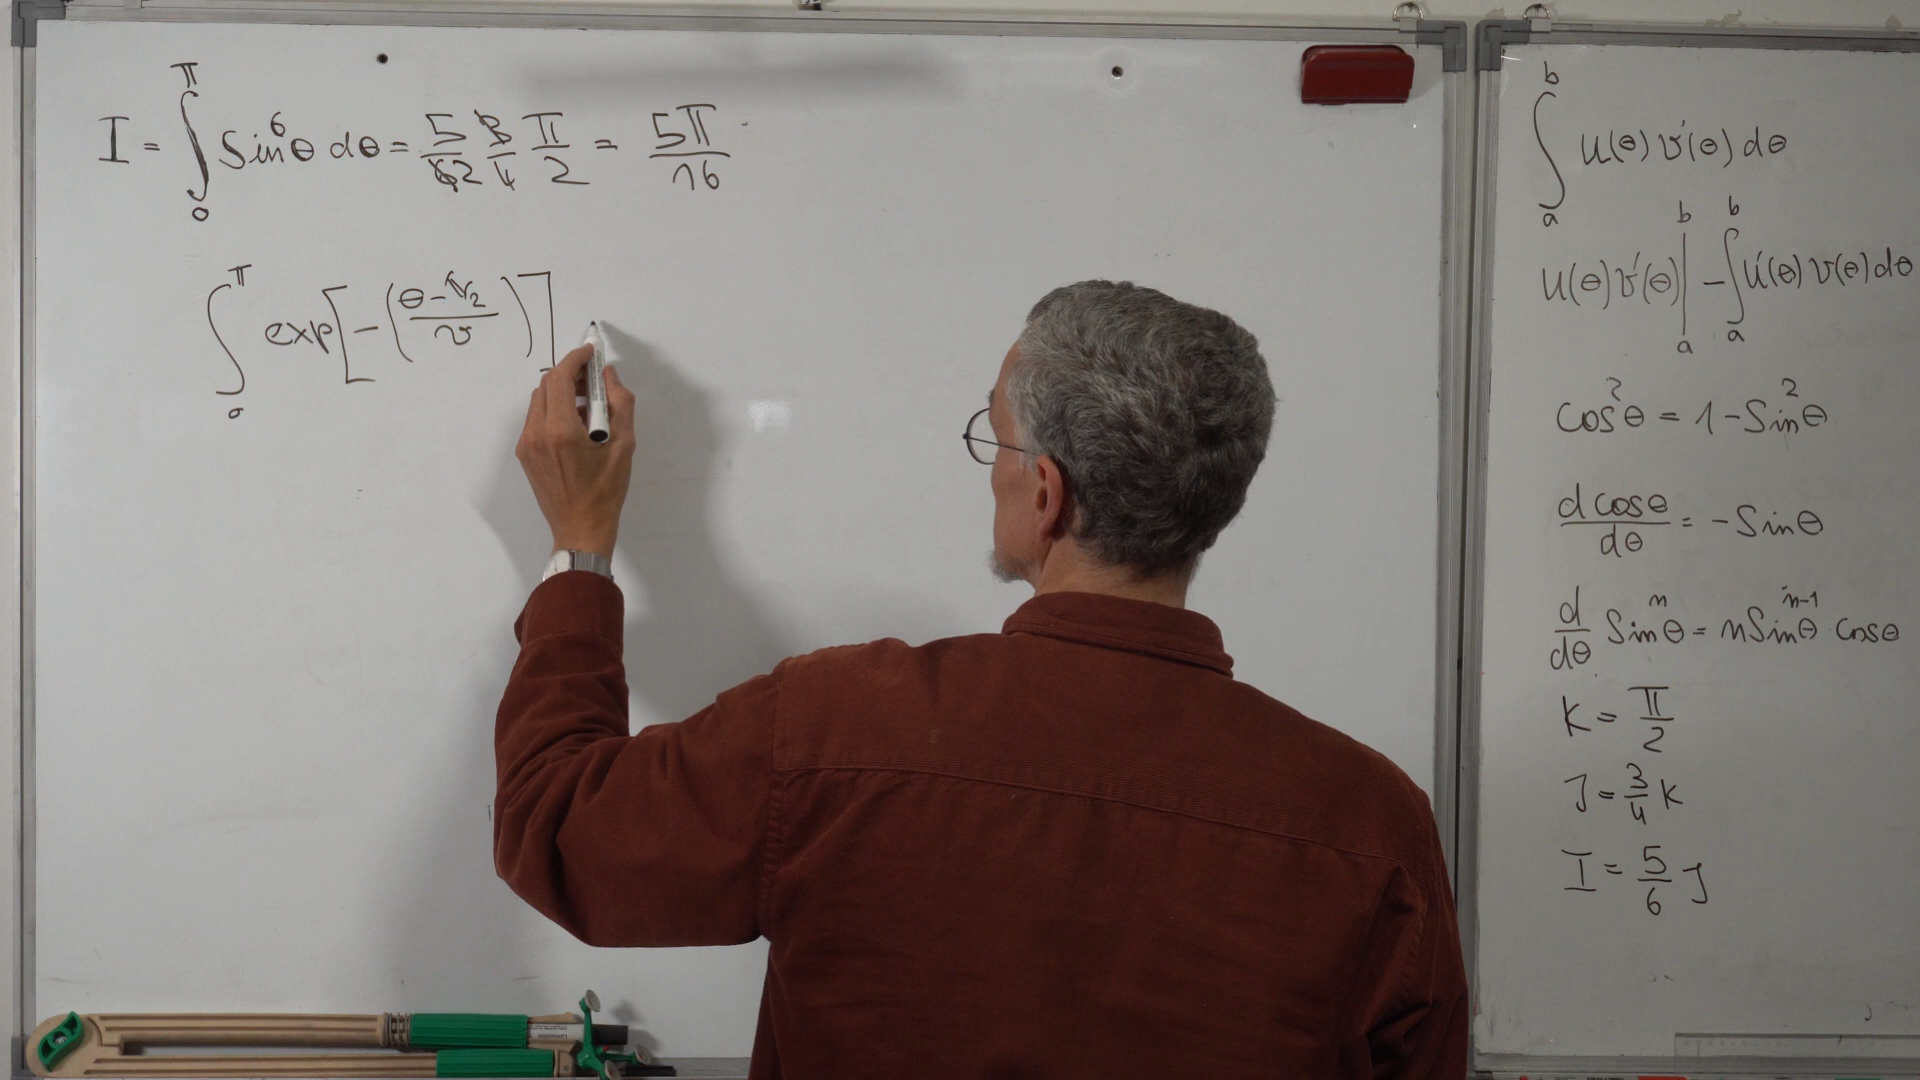 I = ∫₀^π Sin⁶θ dθ = 5/62 3/4 π/2 = 5π/16
∫₀^π exp[-((θ-π/2)/v)]
∫ₐᵇ u(θ) v'(θ) dθ
u(θ) v'(θ)|ₐᵇ - ∫ₐᵇ u'(θ) v(θ) dθ
cos²θ = 1 - Sin²θ
d cosθ/dθ = - Sinθ
d/dθ Sinⁿθ = n Sinⁿ⁻¹θ · cosθ
K = π/2
J = 3/4 K
I = 5/6 J